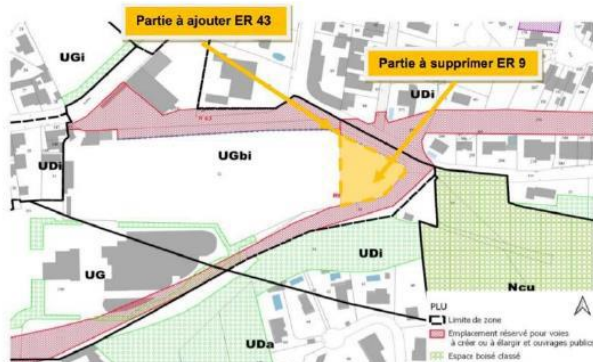 Partie à ajouter ER 43
Partie à supprimer ER 9
UGi
UDi
UDi
UGbi
UG
UDi
UDa
Ncu
PLU
Limite de zone
Emplacement réservé pour voies
à créer ou à élargir et ouvrages publics
Espace boisé classé